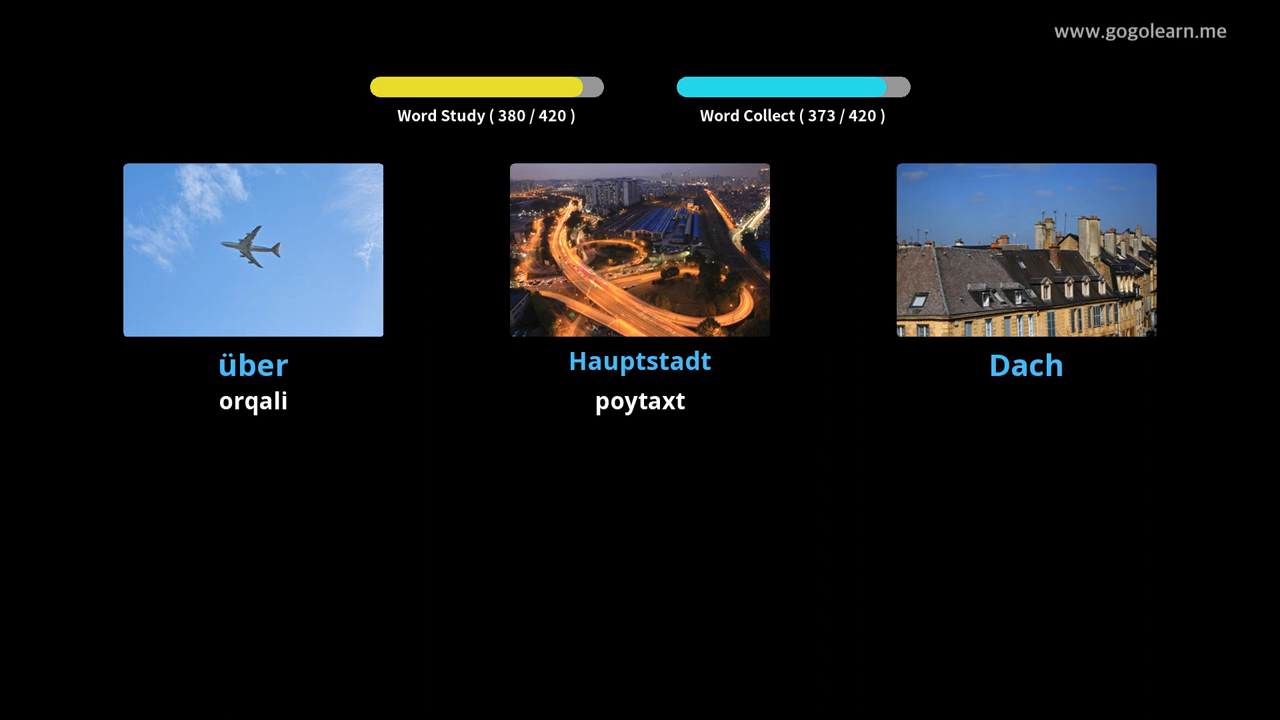 www.gogolearn.me
Word Study ( 380 / 420 )
Word Collect ( 373 / 420 )
über
Hauptstadt
Dach
orqali
poytaxt